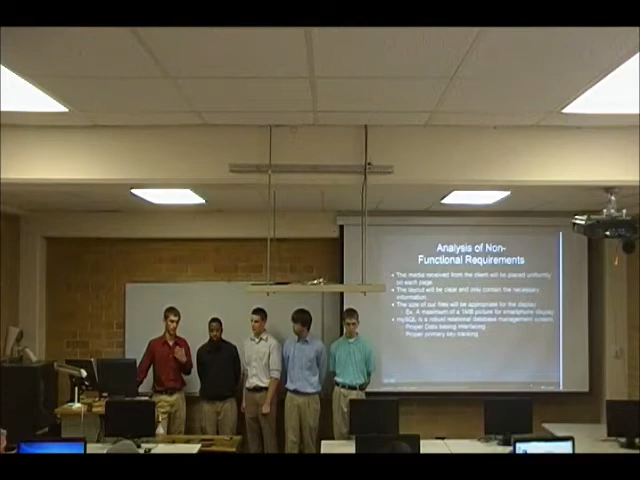 Analysis of Non-
Functional Requirements
The media received from the client will be placed uniformly
on each page.
The layout will be clear and only contain the necessary
information.
The size of our files will be appropriate for the display
Ex. A maximum of a 1MB picture for smartphone display
mySQL is a robust relational database management system
Proper Data basing interfacing
Proper primary key tracking